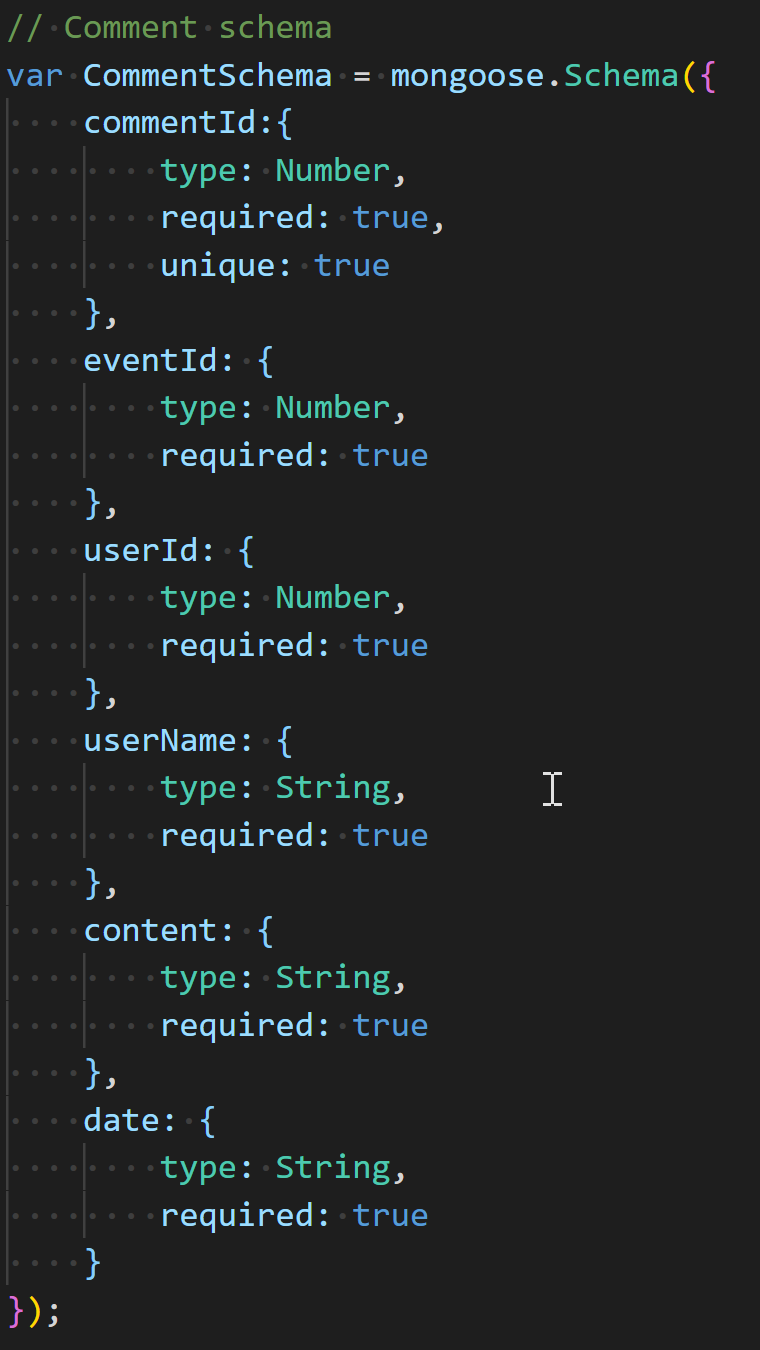 // Comment schema
var CommentSchema = mongoose.Schema({
    commentId:{
        type: Number,
        required: true,
        unique: true
    },
    eventId: {
        type: Number,
        required: true
    },
    userId: {
        type: Number,
        required: true
    },
    userName: {
        type: String,
        required: true
    },
    content: {
        type: String,
        required: true
    },
    date: {
        type: String,
        required: true
    }
});